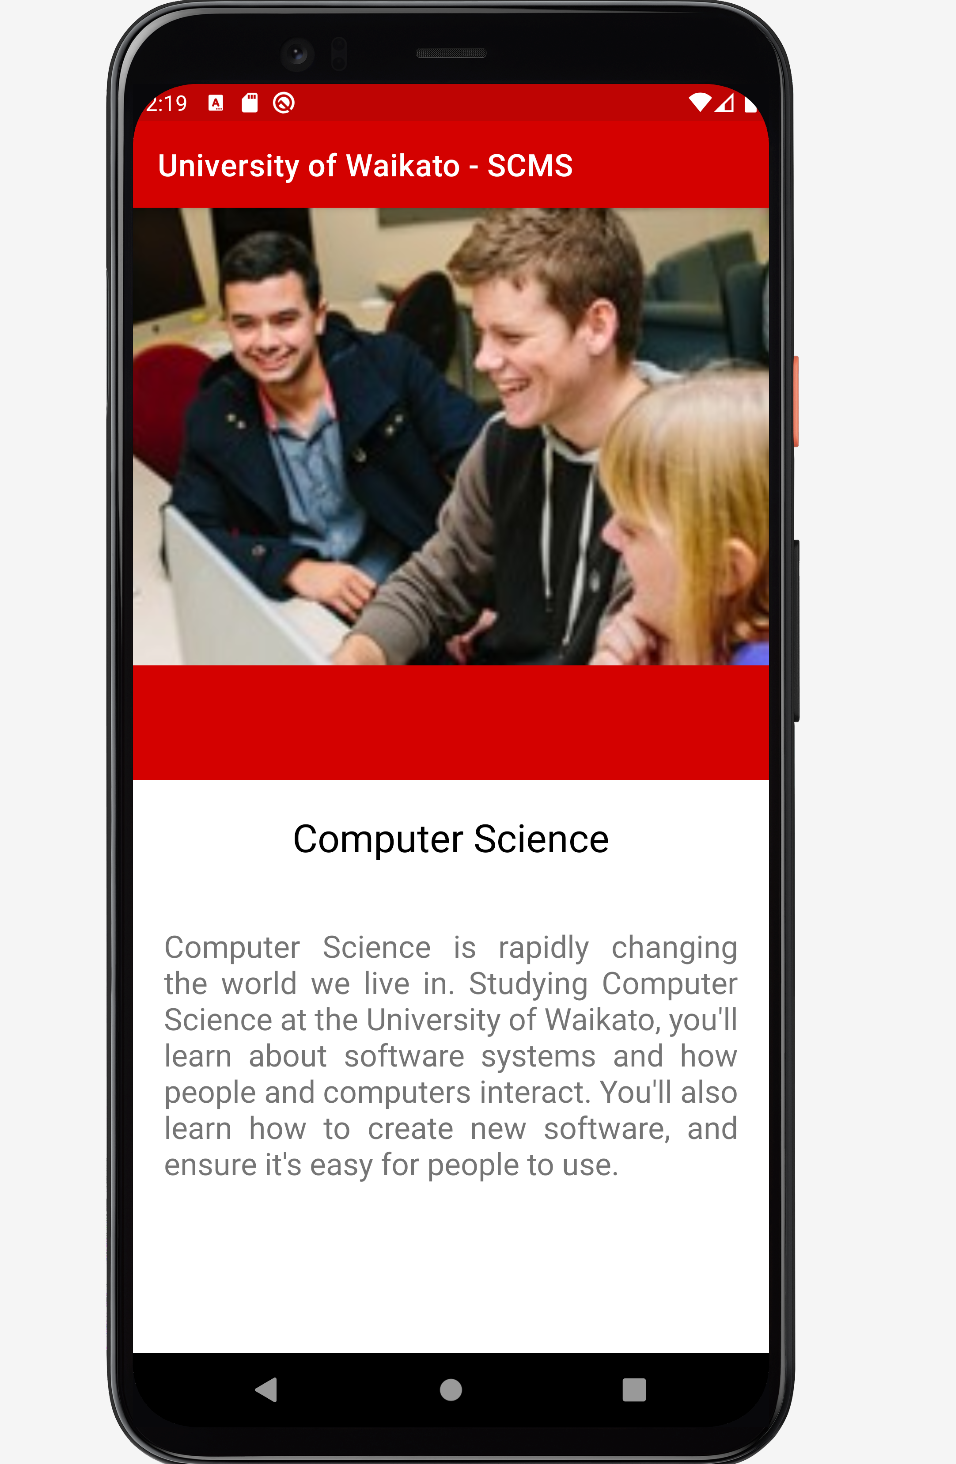 2:19
University of Waikato - SCMS
Computer Science
Computer Science is rapidly changing
the world we live in. Studying Computer
Science at the University of Waikato, you'll
learn about software systems and how
people and computers interact. You'll also
learn how to create new software, and
ensure it's easy for people to use.